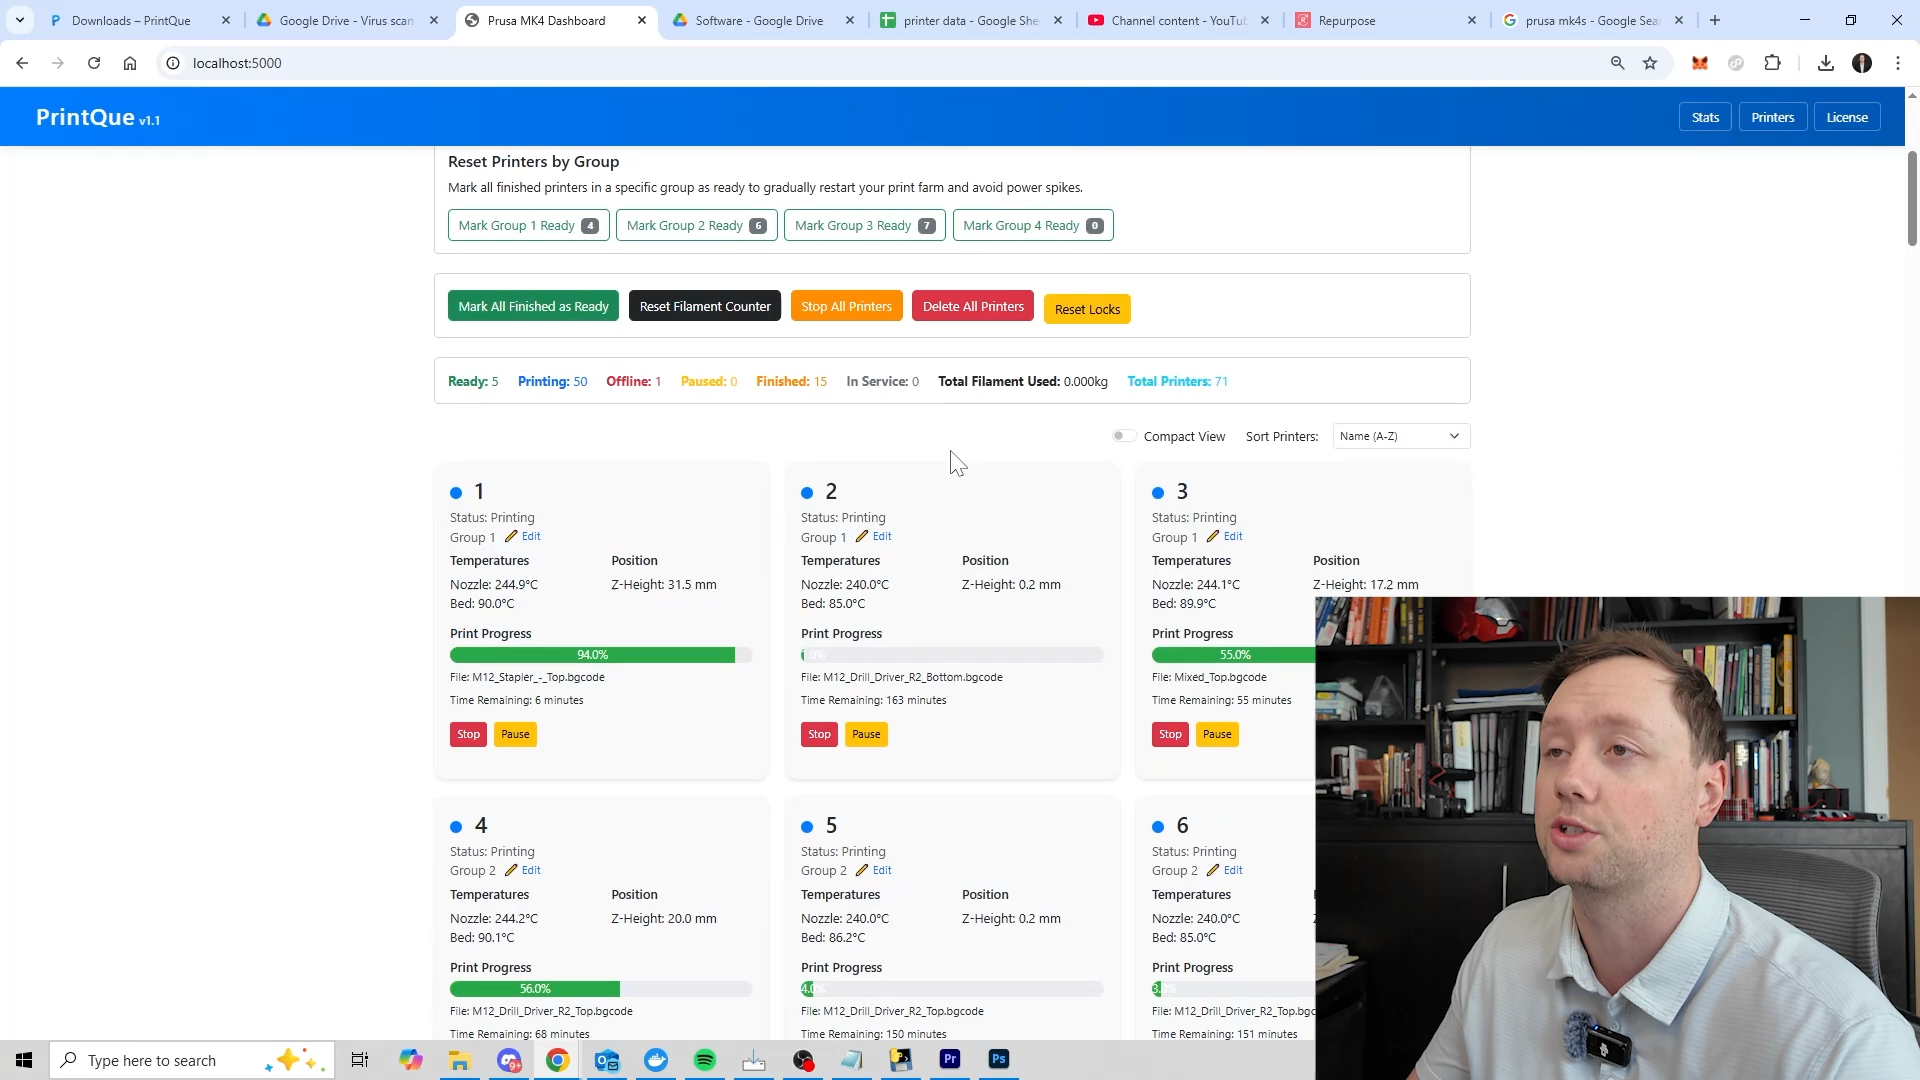 Downloads – PrintQue
Google Drive - Virus scan
Prusa MK4 Dashboard
Software - Google Drive
printer data - Google She
Channel content - YouTu
Repurpose
prusa mk4s - Google Sea
localhost:5000
PrintQue v1.1
Stats
Printers
License
Reset Printers by Group
Mark all finished printers in a specific group as ready to gradually restart your print farm and avoid power spikes.
Mark Group 1 Ready 4
Mark Group 2 Ready 6
Mark Group 3 Ready 7
Mark Group 4 Ready 0
Mark All Finished as Ready
Reset Filament Counter
Stop All Printers
Delete All Printers
Reset Locks
Ready: 5 Printing: 50 Offline: 1 Paused: 0 Finished: 15 In Service: 0 Total Filament Used: 0.000kg Total Printers: 71
Compact View Sort Printers: Name (A-Z)
1
Status: Printing
Group 1 Edit
Temperatures Position
Nozzle: 244.9°C Z-Height: 31.5 mm
Bed: 90.0°C
Print Progress
94.0%
File: M12_Stapler_-_Top.bgcode
Time Remaining: 6 minutes
Stop Pause
2
Status: Printing
Group 1 Edit
Temperatures Position
Nozzle: 240.0°C Z-Height: 0.2 mm
Bed: 85.0°C
Print Progress
File: M12_Drill_Driver_R2_Bottom.bgcode
Time Remaining: 163 minutes
Stop Pause
3
Status: Printing
Group 1 Edit
Temperatures Position
Nozzle: 244.1°C Z-Height: 17.2 mm
Bed: 89.9°C
Print Progress
55.0%
File: Mixed_Top.bgcode
Time Remaining: 55 minutes
Stop Pause
4
Status: Printing
Group 2 Edit
Temperatures Position
Nozzle: 244.2°C Z-Height: 20.0 mm
Bed: 90.1°C
Print Progress
56.0%
File: M12_Drill_Driver_R2_Top.bgcode
Time Remaining: 68 minutes
5
Status: Printing
Group 2 Edit
Temperatures Position
Nozzle: 240.0°C Z-Height: 0.2 mm
Bed: 86.2°C
Print Progress
4.0%
File: M12_Drill_Driver_R2_Top.bgcode
Time Remaining: 150 minutes
6
Status: Printing
Group 2 Edit
Temperatures
Nozzle: 240.0°C
Bed: 85.0°C
Print Progress
3.0%
File: M12_Drill_Driver_R2_Top.bgc
Time Remaining: 151 minutes
Type here to search
Pr
Ps